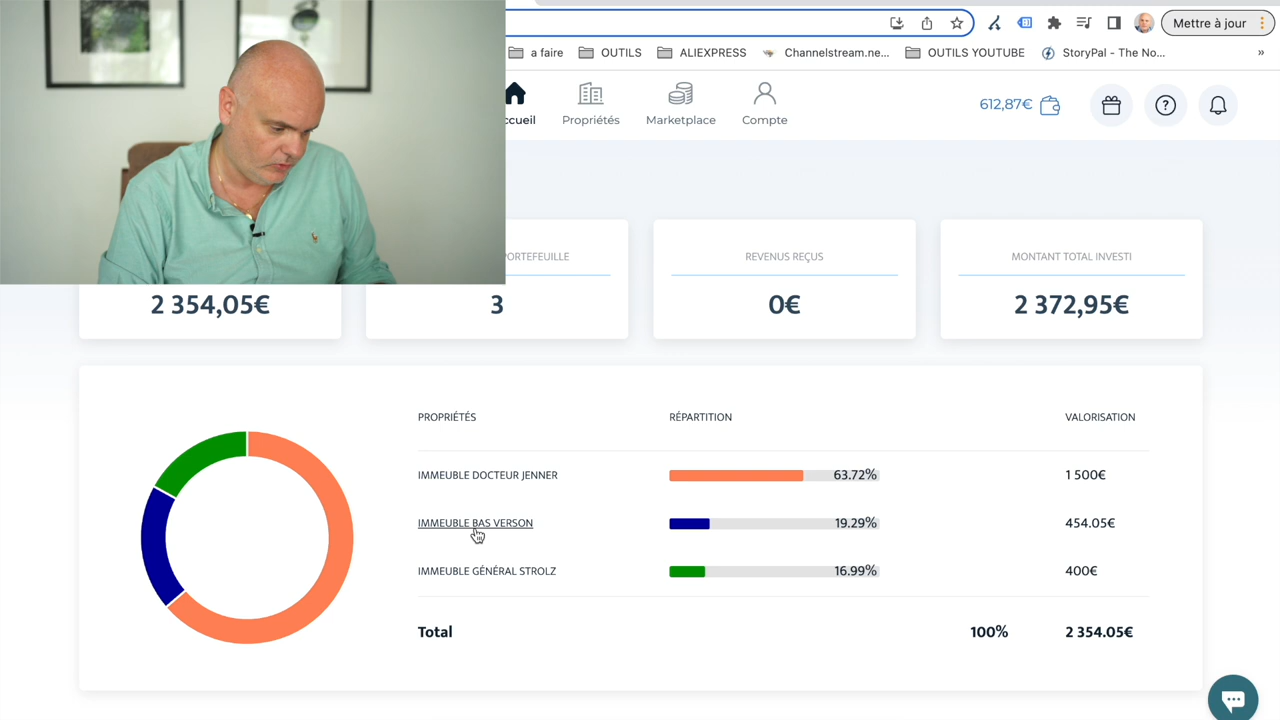 Mettre à jour
a faire
OUTILS
ALIEXPRESS
Channelstream.ne...
OUTILS YOUTUBE
StoryPal - The No...
»
ccueil
Propriétés
Marketplace
Compte
612,87€
ORTEFEUILLE
REVENUS REÇUS
MONTANT TOTAL INVESTI
2 354,05€
3
0€
2 372,95€
PROPRIÉTÉS
RÉPARTITION
VALORISATION
IMMEUBLE DOCTEUR JENNER
63.72%
1 500€
IMMEUBLE BAS VERSON
19.29%
454.05€
IMMEUBLE GÉNÉRAL STROLZ
16.99%
400€
Total
100%
2 354.05€